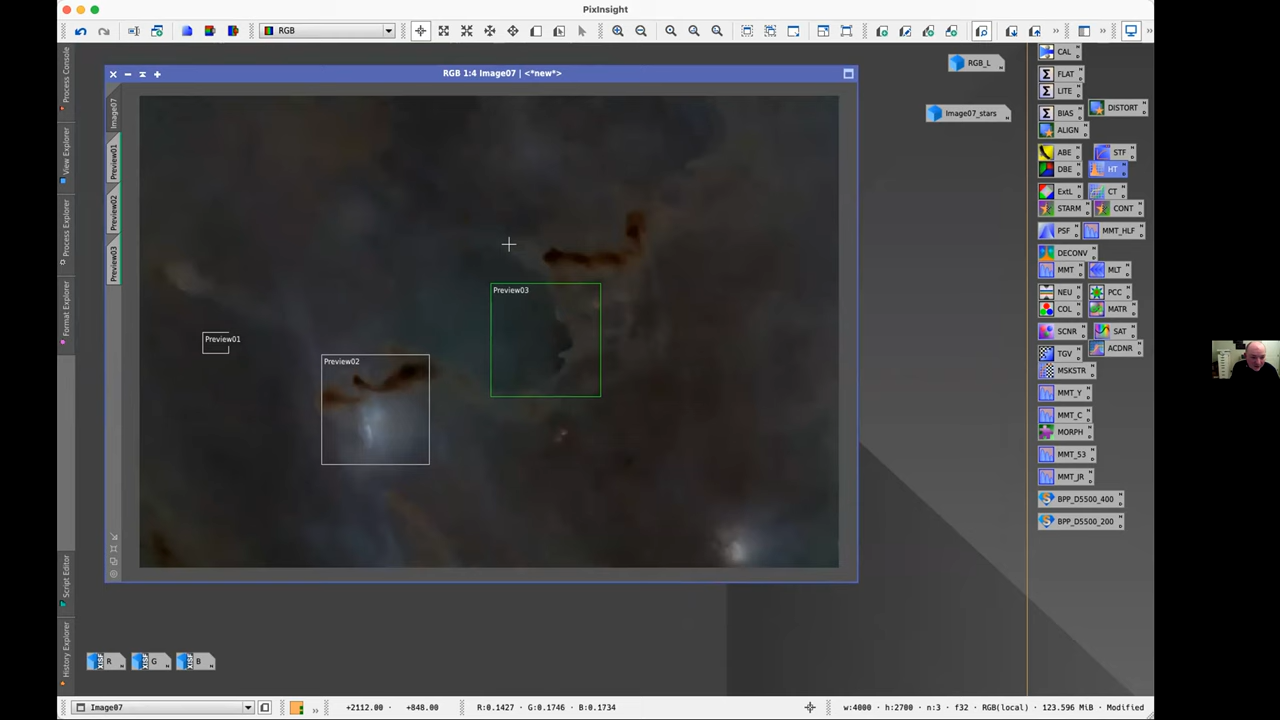 PixInsight
RGB
RGB 1:4 Image07 | <*new*>
Process Console
View Explorer
Process Explorer
Format Explorer
Script Editor
History Explorer
Image07
Preview01
Preview02
Preview03
Preview01
Preview02
Preview03
RGB_L
Image07_stars
CAL
FLAT
LITE
DISTORT
BIAS
ALIGN
ABE
STF
DBE
HT
ExtL
CT
STARM
CONT
PSF
MMT_HLF
DECONV
MMT
MLT
NEU
PCC
COL
MATR
SCNR
SAT
ACDNR
TGV
MSKSTR
MMT_Y
MMT_C
MORPH
MMT_53
MMT_JR
BPP_D5500_400
BPP_D5500_200
XISF R
XISF G
XISF B
Image07
+2112.00
+848.00
R:0.1427 · G:0.1746 · B:0.1734
w:4000 · h:2700 · n:3 · f32 · RGB(local) · 123.596 MiB · Modified